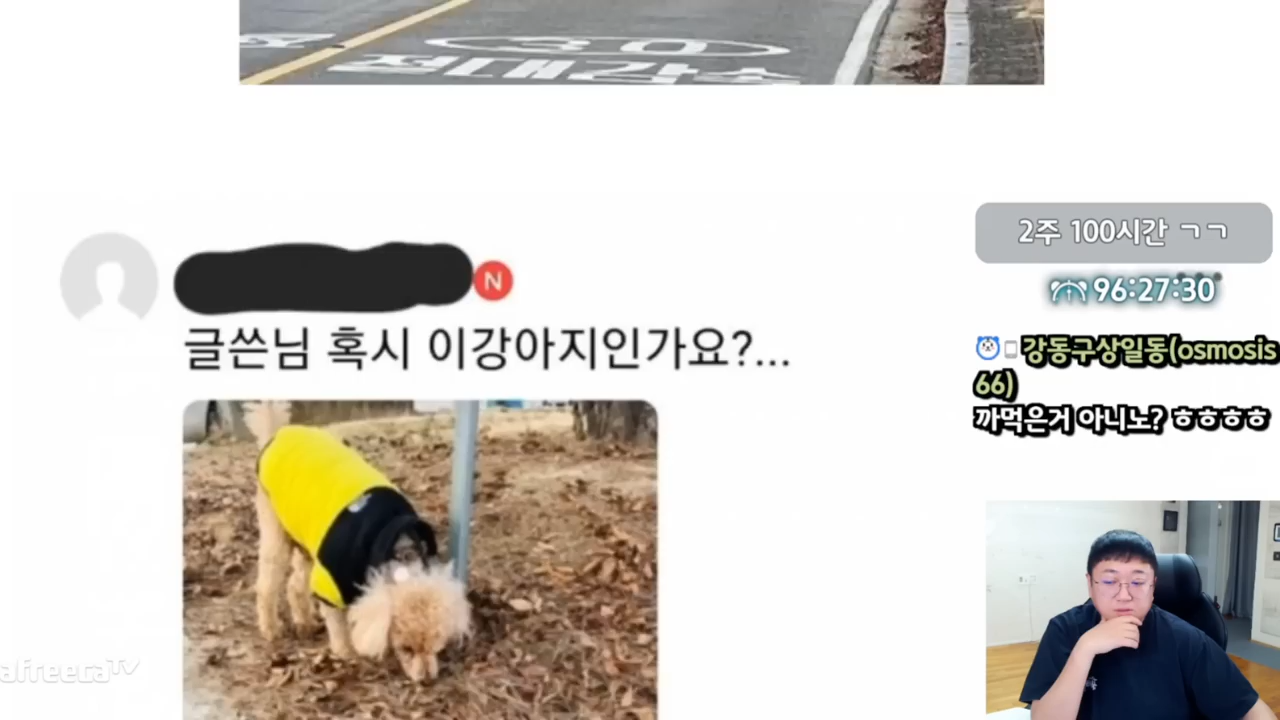 30
절대감속
N
글쓴님 혹시 이강아지인가요?...
2주 100시간 ㄱㄱ
96:27:30
강동구상일동(osmosis
66)
까먹은거 아니노? ㅎㅎㅎㅎ
afreecaTV